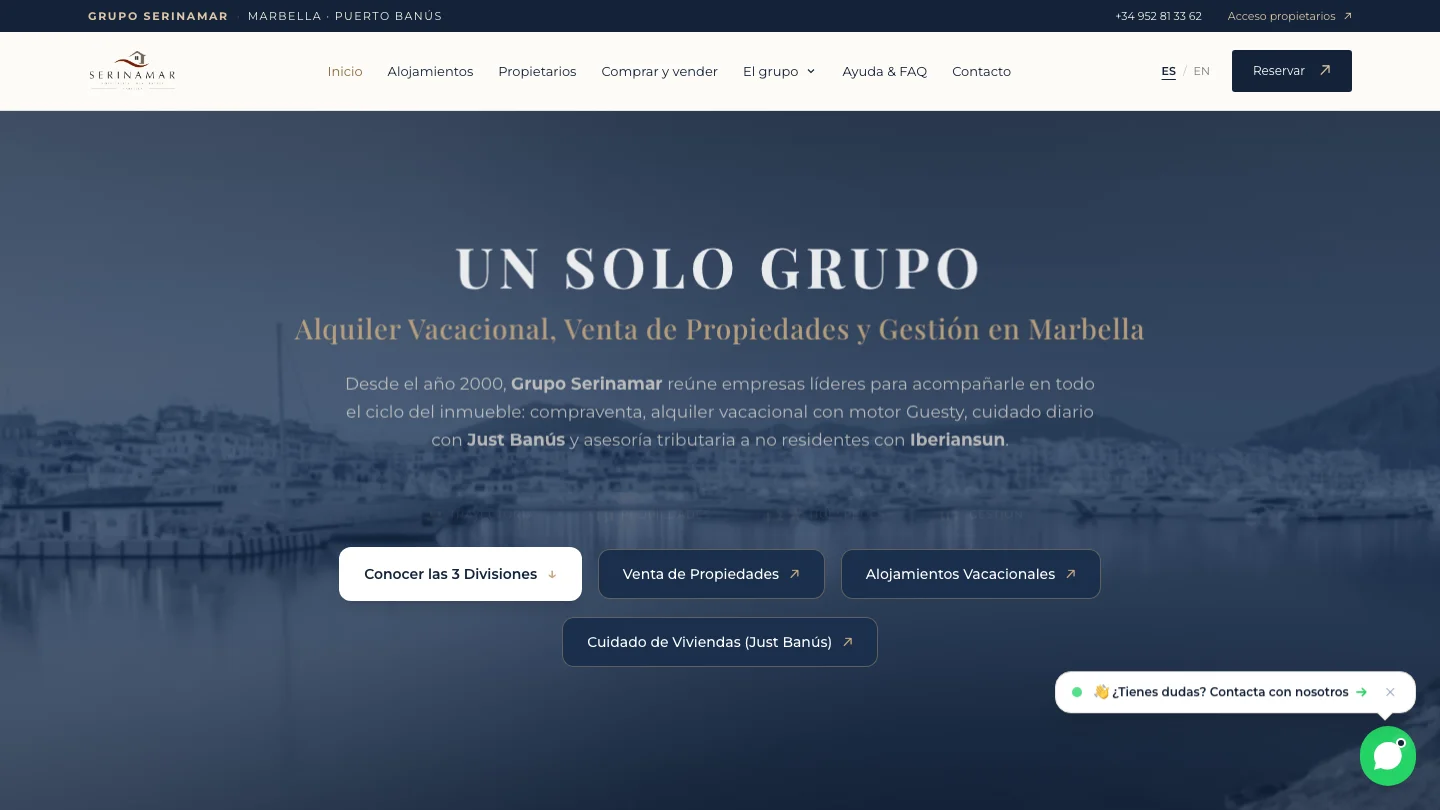 GRUPO SERINAMAR · MARBELLA · PUERTO BANÚS
+34 952 81 33 62
Acceso propietarios
SERINAMAR
Inicio
Alojamientos
Propietarios
Comprar y vender
El grupo
Ayuda & FAQ
Contacto
ES / EN
Reservar
UN SOLO GRUPO
Alquiler Vacacional, Venta de Propiedades y Gestión en Marbella
Desde el año 2000, Grupo Serinamar reúne empresas líderes para acompañarle en todo
el ciclo del inmueble: compraventa, alquiler vacacional con motor Guesty, cuidado diario
con Just Banús y asesoría tributaria a no residentes con Iberiansun.
Conocer las 3 Divisiones
Venta de Propiedades
Alojamientos Vacacionales
Cuidado de Viviendas (Just Banús)
👋 ¿Tienes dudas? Contacta con nosotros